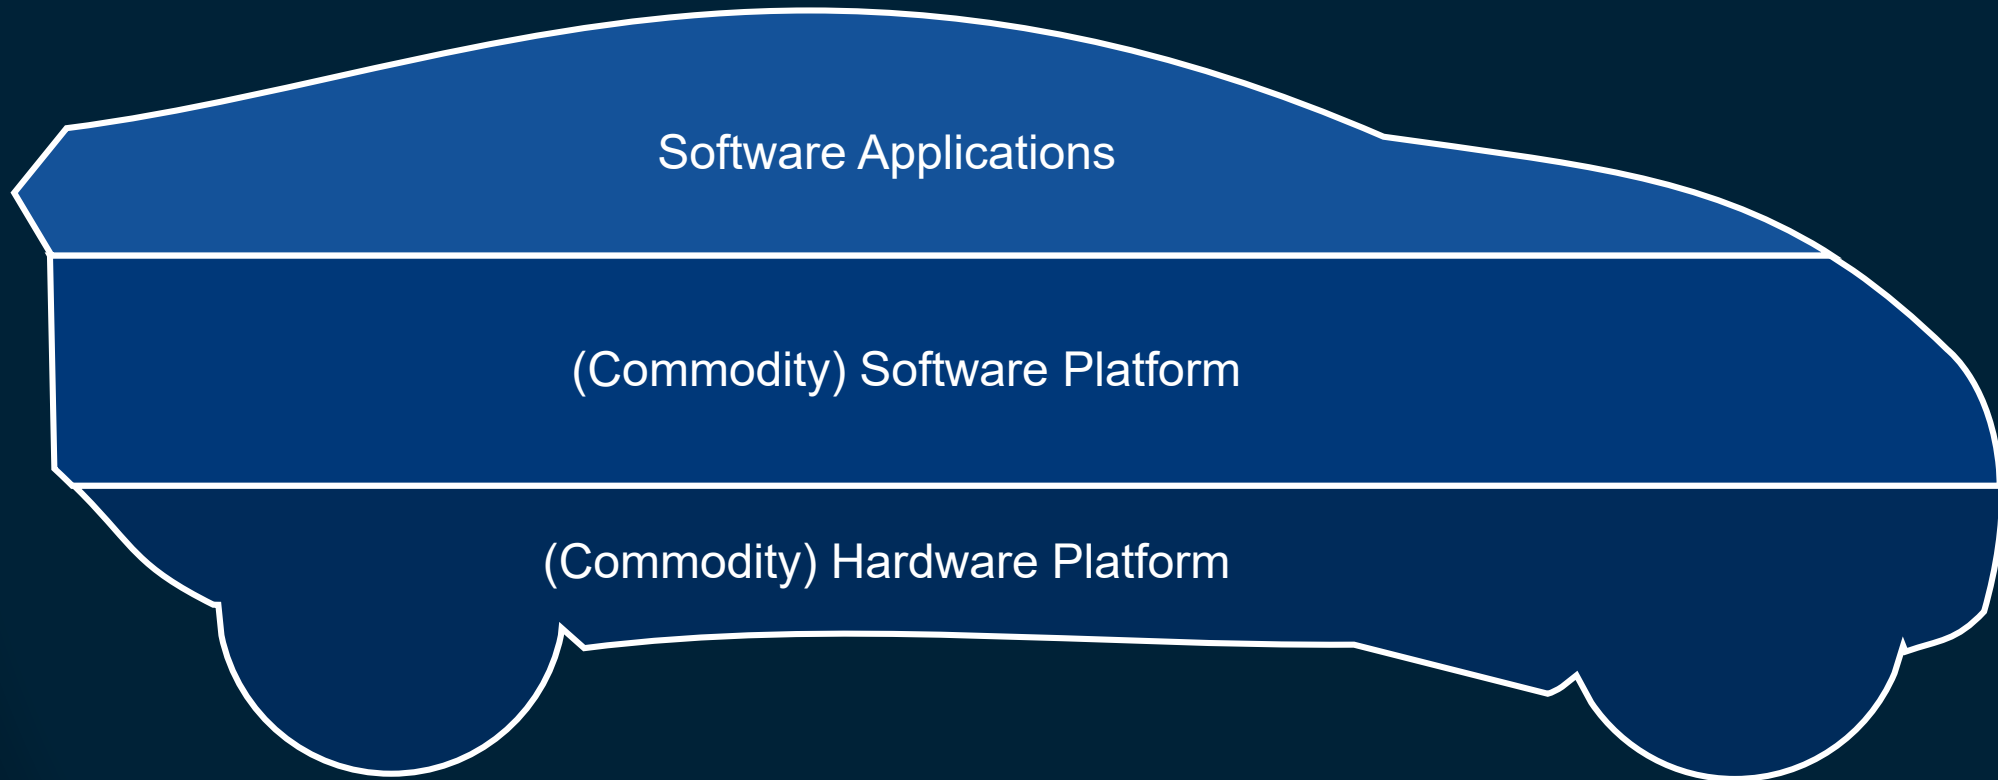 Software Applications
(Commodity) Software Platform
(Commodity) Hardware Platform